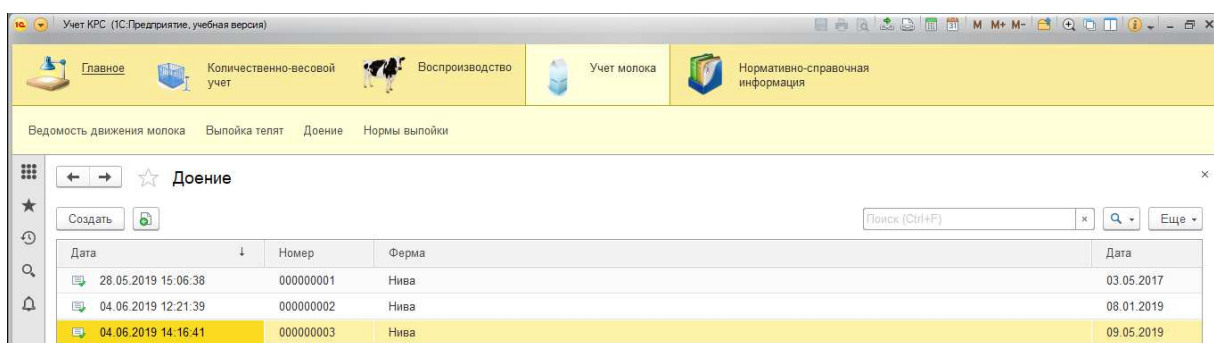 Учет КРС (1С:Предприятие, учебная версия)
M M+ M-
Главное
Количественно-весовой учет
Воспроизводство
Учет молока
Нормативно-справочная информация
Ведомость движения молока Выпойка телят Доение Нормы выпойки
Доение
Создать Поиск (Ctrl+F) Еще
Дата Номер Ферма Дата
28.05.2019 15:06:38 000000001 Нива 03.05.2017
04.06.2019 12:21:39 000000002 Нива 08.01.2019
04.06.2019 14:16:41 000000003 Нива 09.05.2019